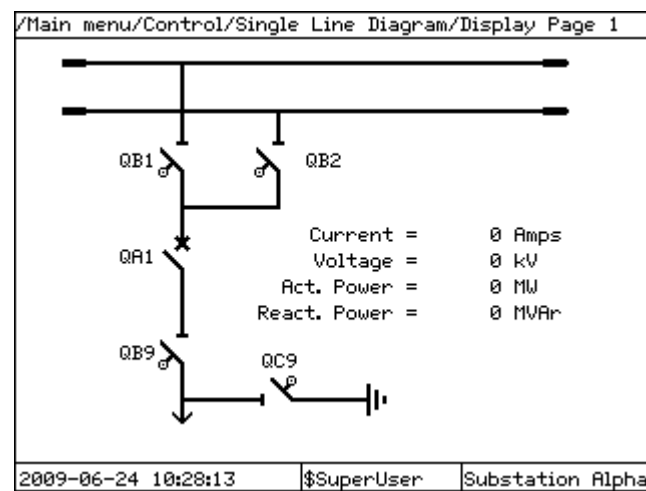 /Main menu/Control/Single Line Diagram/Display Page 1
QB1
QB2
QA1
Current = 0 Amps
Voltage = 0 kV
Act. Power = 0 MW
React. Power = 0 MVAr
QB9
QC9
2009-06-24 10:28:13 $SuperUser Substation Alpha